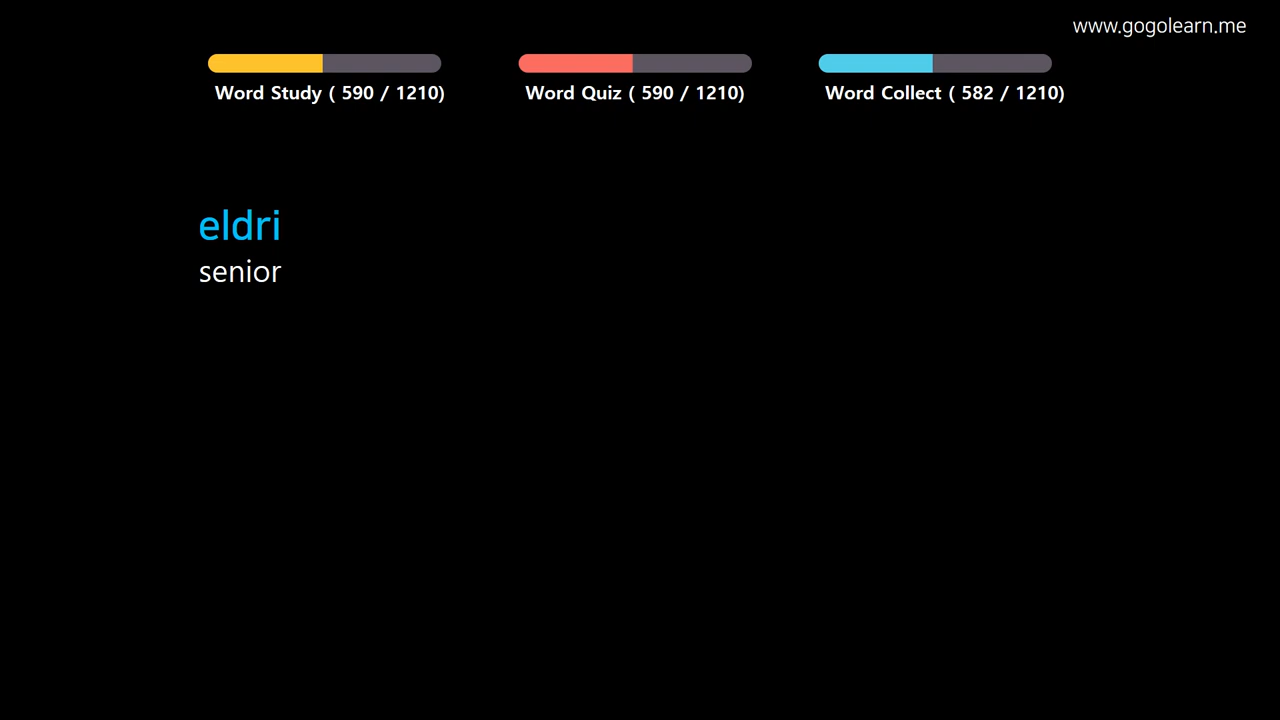 www.gogolearn.me
Word Study ( 590 / 1210)
Word Quiz ( 590 / 1210)
Word Collect ( 582 / 1210)
eldri
senior